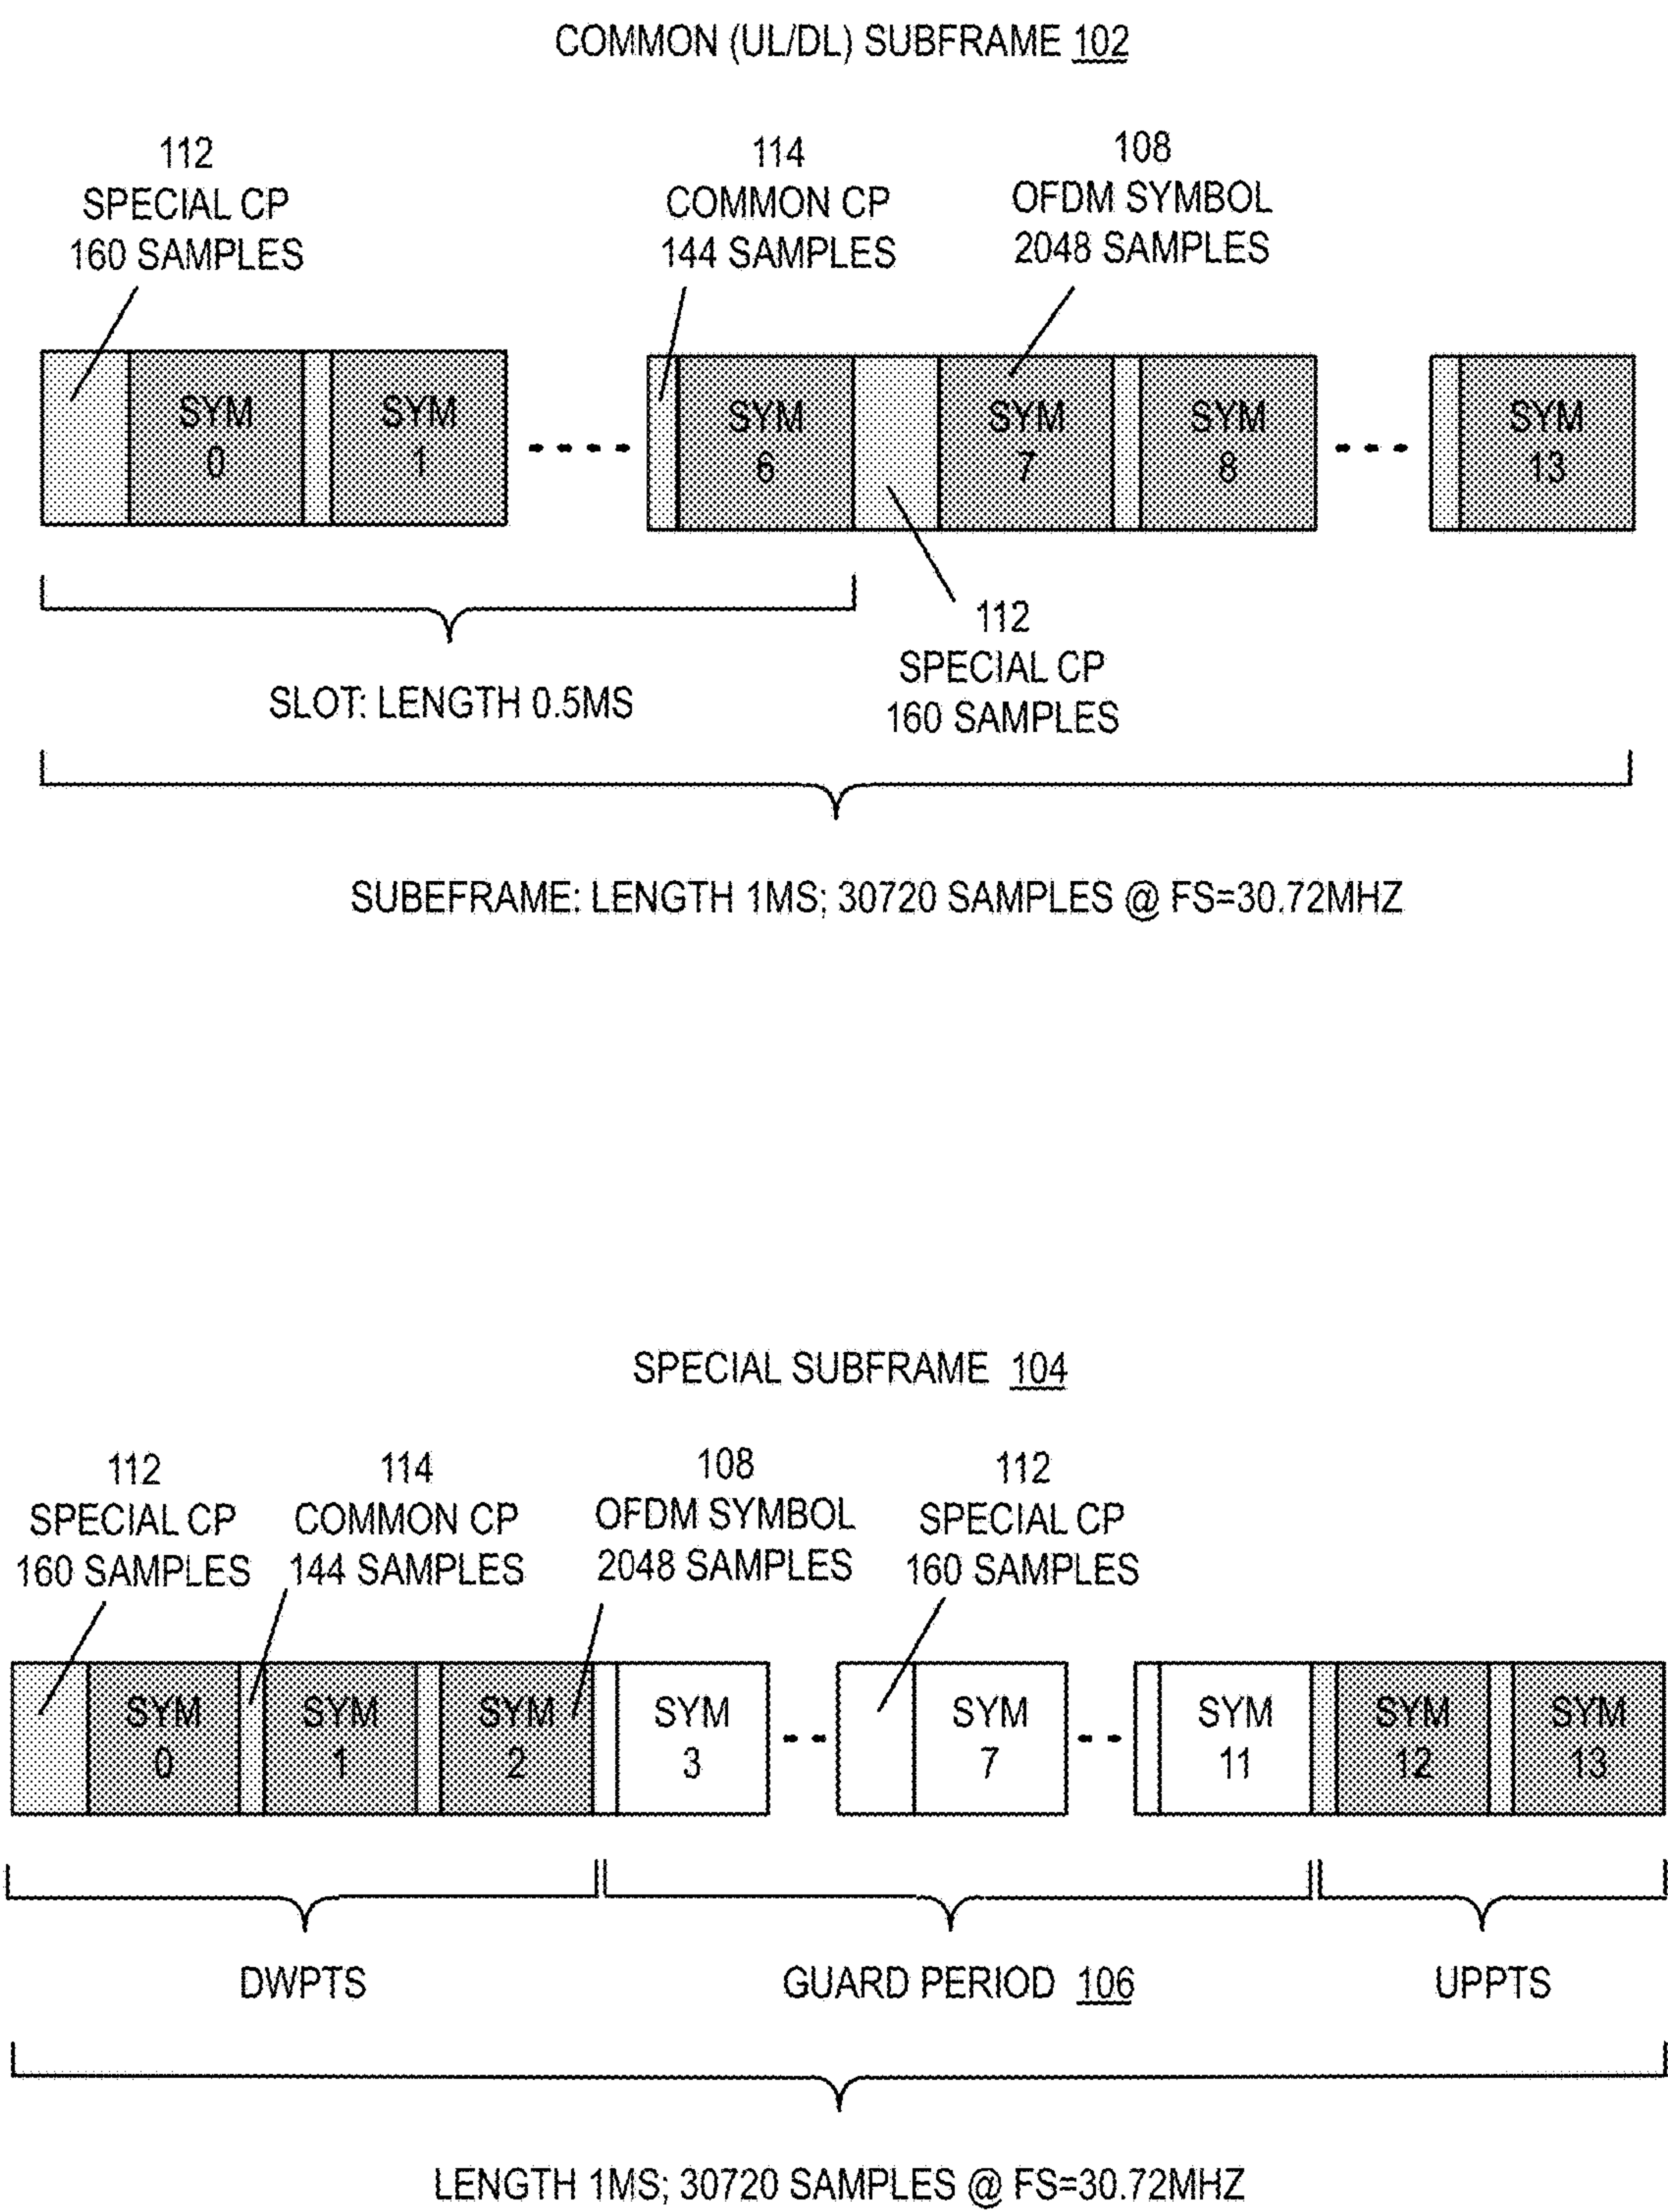 COMMON (UL/DL) SUBFRAME 102
112
SPECIAL CP
160 SAMPLES
114
COMMON CP
144 SAMPLES
108
OFDM SYMBOL
2048 SAMPLES
SYM
0
SYM
1
SYM
6
SYM
7
SYM
8
SYM
13
112
SPECIAL CP
160 SAMPLES
SLOT: LENGTH 0.5MS
SUBEFRAME: LENGTH 1MS; 30720 SAMPLES @ FS=30.72MHZ
SPECIAL SUBFRAME 104
112
SPECIAL CP
160 SAMPLES
114
COMMON CP
144 SAMPLES
108
OFDM SYMBOL
2048 SAMPLES
112
SPECIAL CP
160 SAMPLES
SYM
0
SYM
1
SYM
2
SYM
3
SYM
7
SYM
11
SYM
12
SYM
13
DWPTS
GUARD PERIOD 106
UPPTS
LENGTH 1MS; 30720 SAMPLES @ FS=30.72MHZ